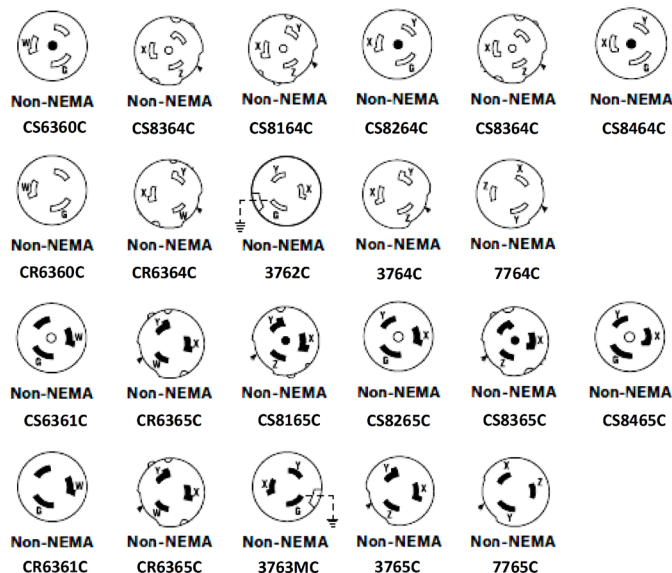 Y Y Y
W X X X X X
G Z Z G Z G
Non-NEMA Non-NEMA Non-NEMA Non-NEMA Non-NEMA Non-NEMA
CS6360C CS8364C CS8164C CS8264C CS8364C CS8464C
Y Y Y X
W X X X Z
G W G Z Y
Non-NEMA Non-NEMA Non-NEMA Non-NEMA Non-NEMA
CR6360C CR6364C 3762C 3764C 7764C
Y Y Y Y
W X X X X X
G W Z G Z G
Non-NEMA Non-NEMA Non-NEMA Non-NEMA Non-NEMA Non-NEMA
CS6361C CR6365C CS8165C CS8265C CS8365C CS8465C
Y Y Y X
W X X X Z
G W G Z Y
Non-NEMA Non-NEMA Non-NEMA Non-NEMA Non-NEMA
CR6361C CR6365C 3763MC 3765C 7765C